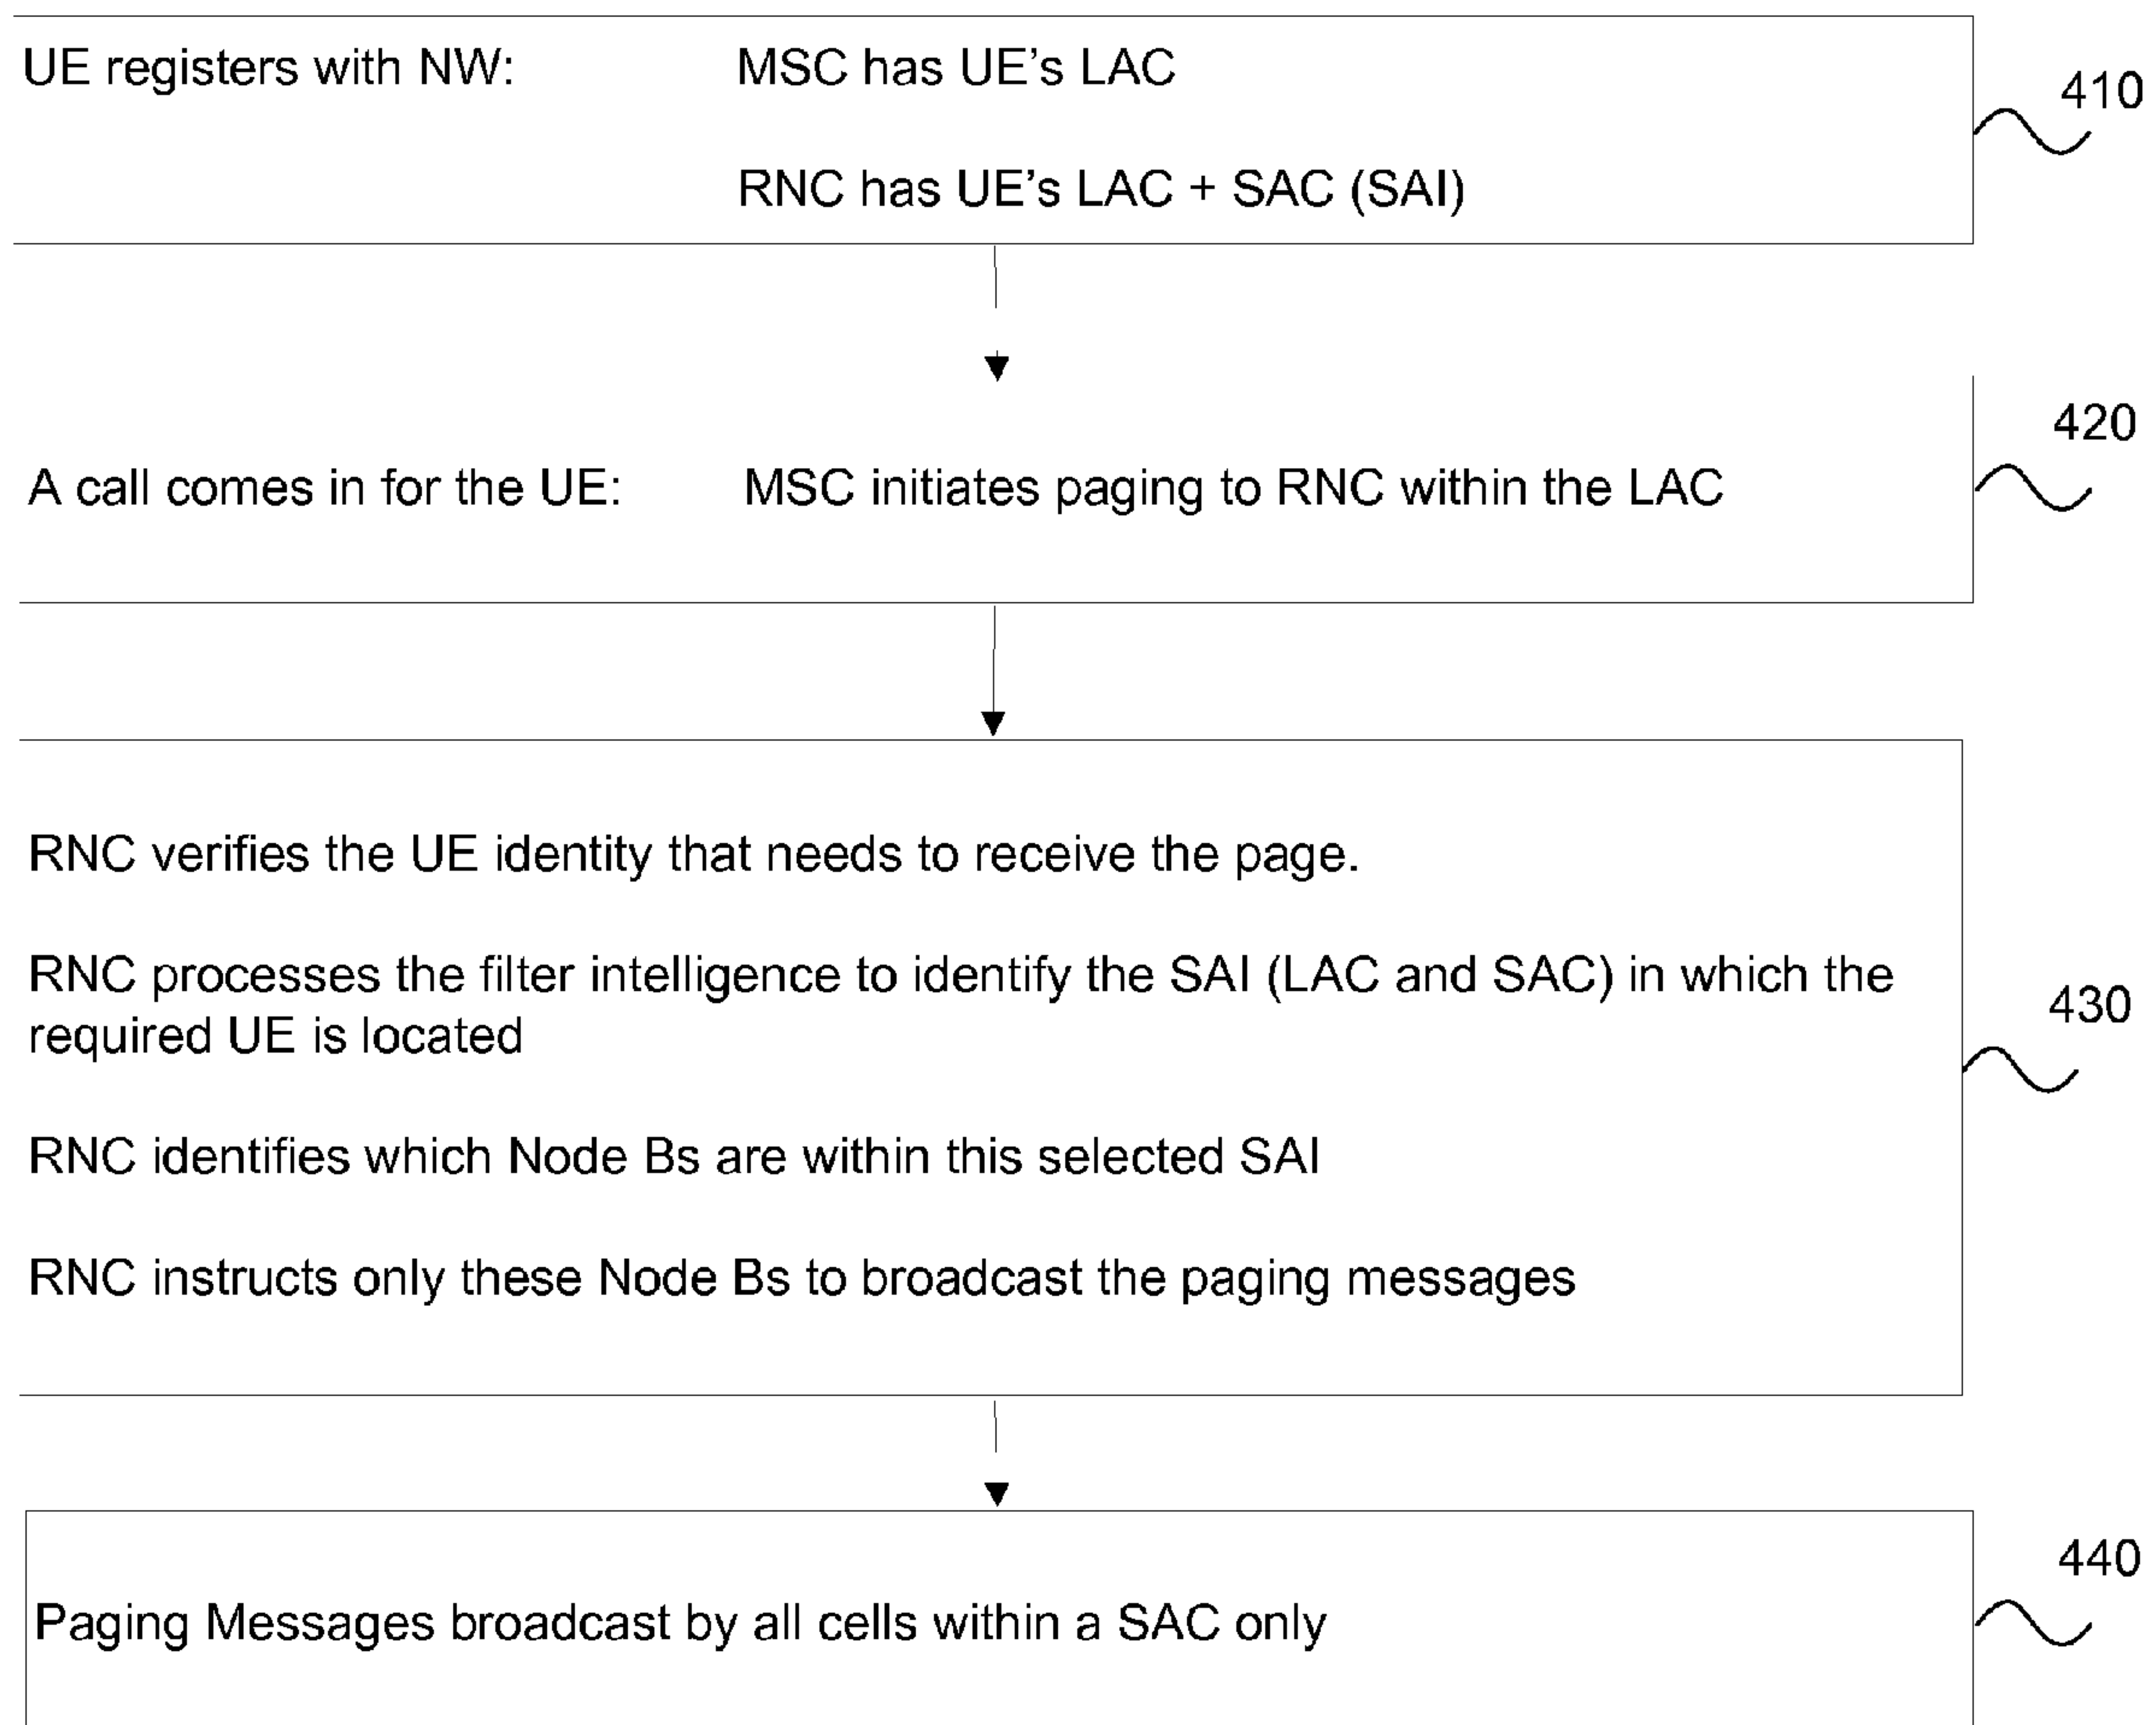 UE registers with NW: MSC has UE's LAC
410
RNC has UE's LAC + SAC (SAI)
420
A call comes in for the UE: MSC initiates paging to RNC within the LAC
RNC verifies the UE identity that needs to receive the page.
RNC processes the filter intelligence to identify the SAI (LAC and SAC) in which the
required UE is located
430
RNC identifies which Node Bs are within this selected SAI
RNC instructs only these Node Bs to broadcast the paging messages
440
Paging Messages broadcast by all cells within a SAC only